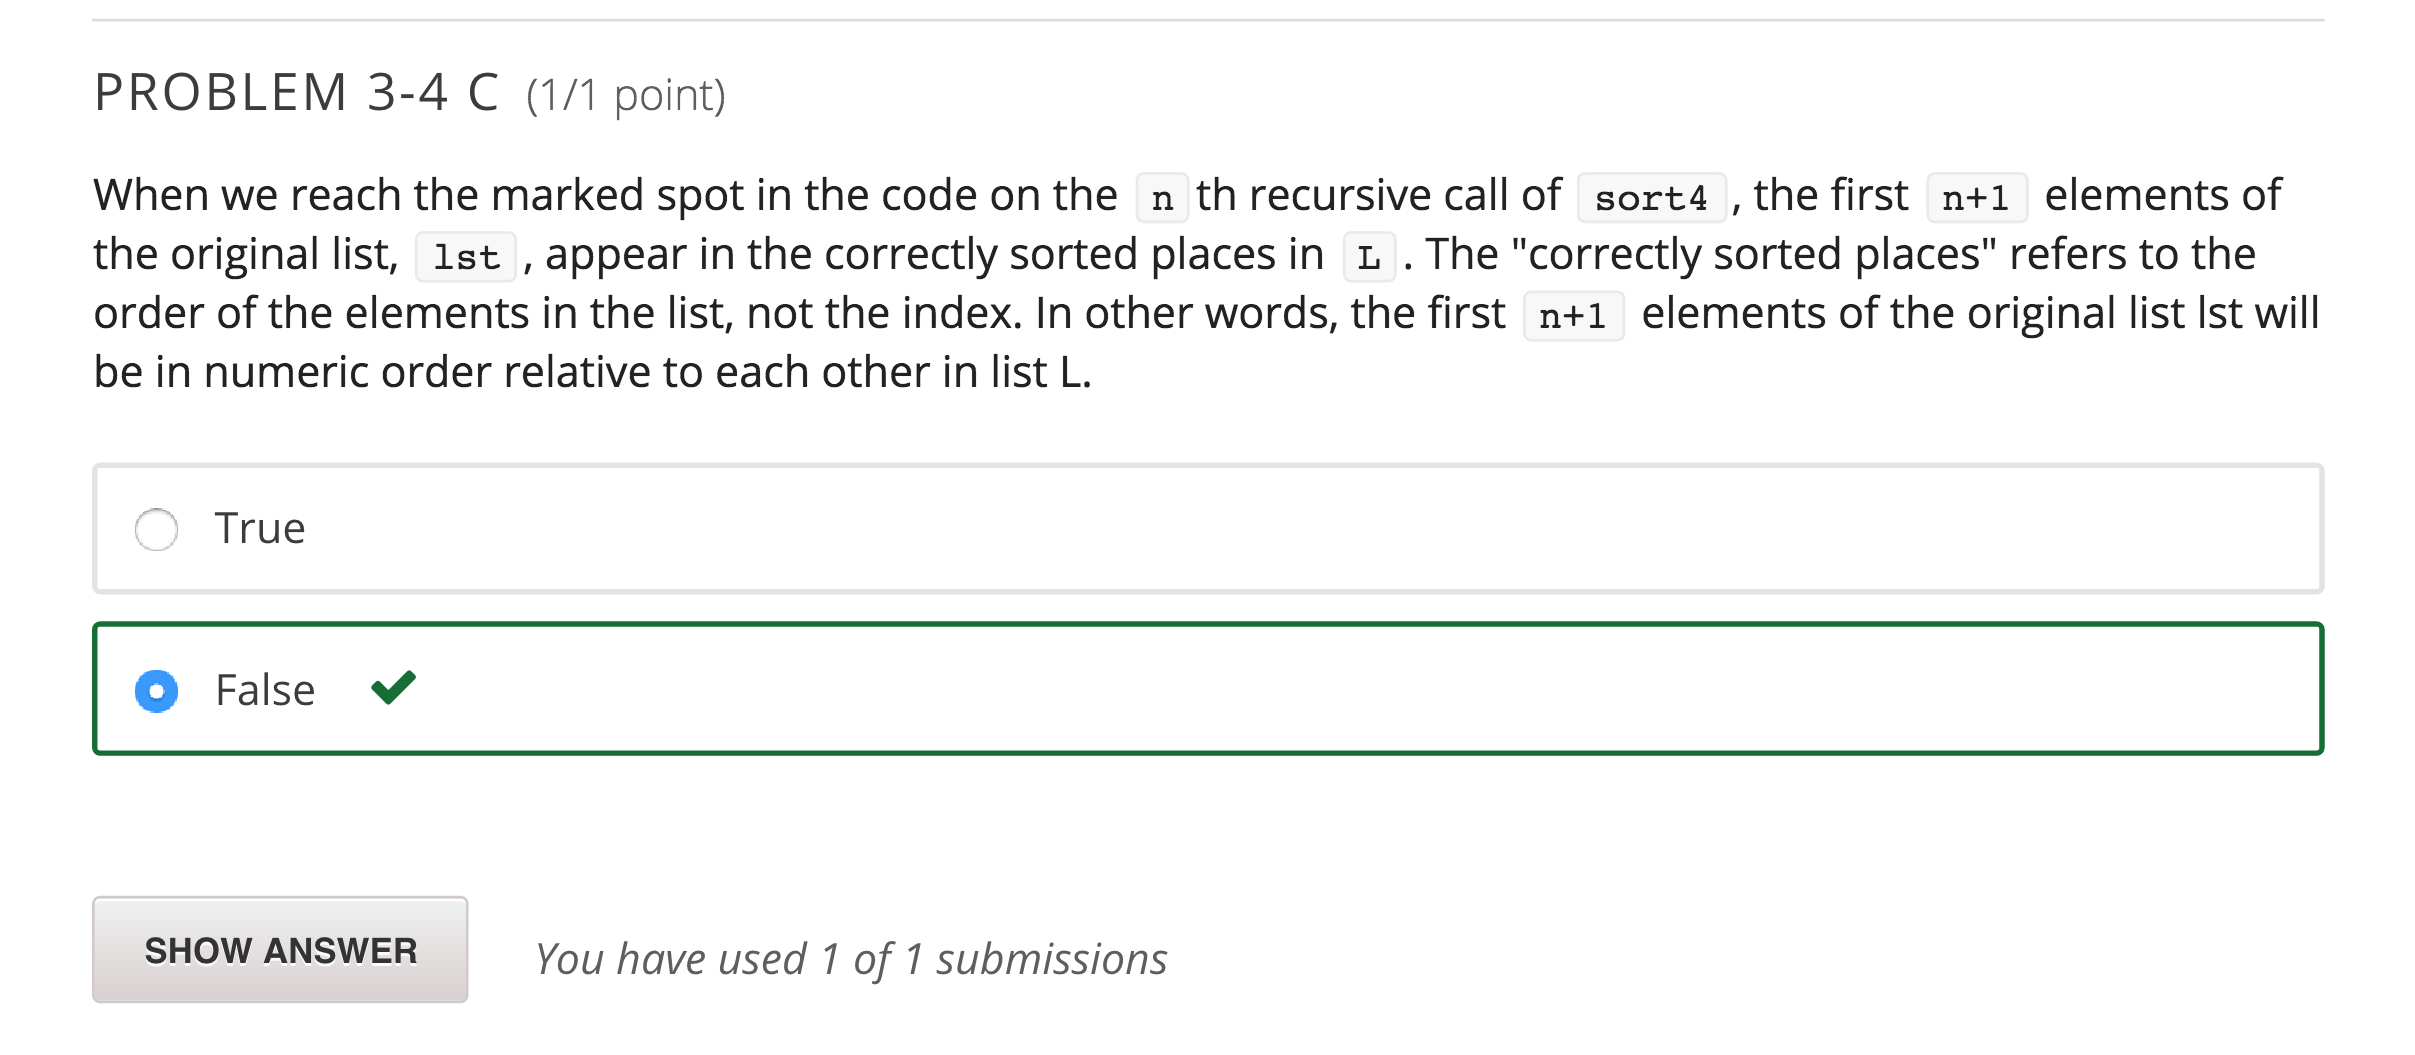 PROBLEM 3-4 C (1/1 point)
When we reach the marked spot in the code on the n th recursive call of sort4 , the first n+1 elements of
the original list, lst , appear in the correctly sorted places in L . The "correctly sorted places" refers to the
order of the elements in the list, not the index. In other words, the first n+1 elements of the original list lst will
be in numeric order relative to each other in list L.
True
False
SHOW ANSWER You have used 1 of 1 submissions